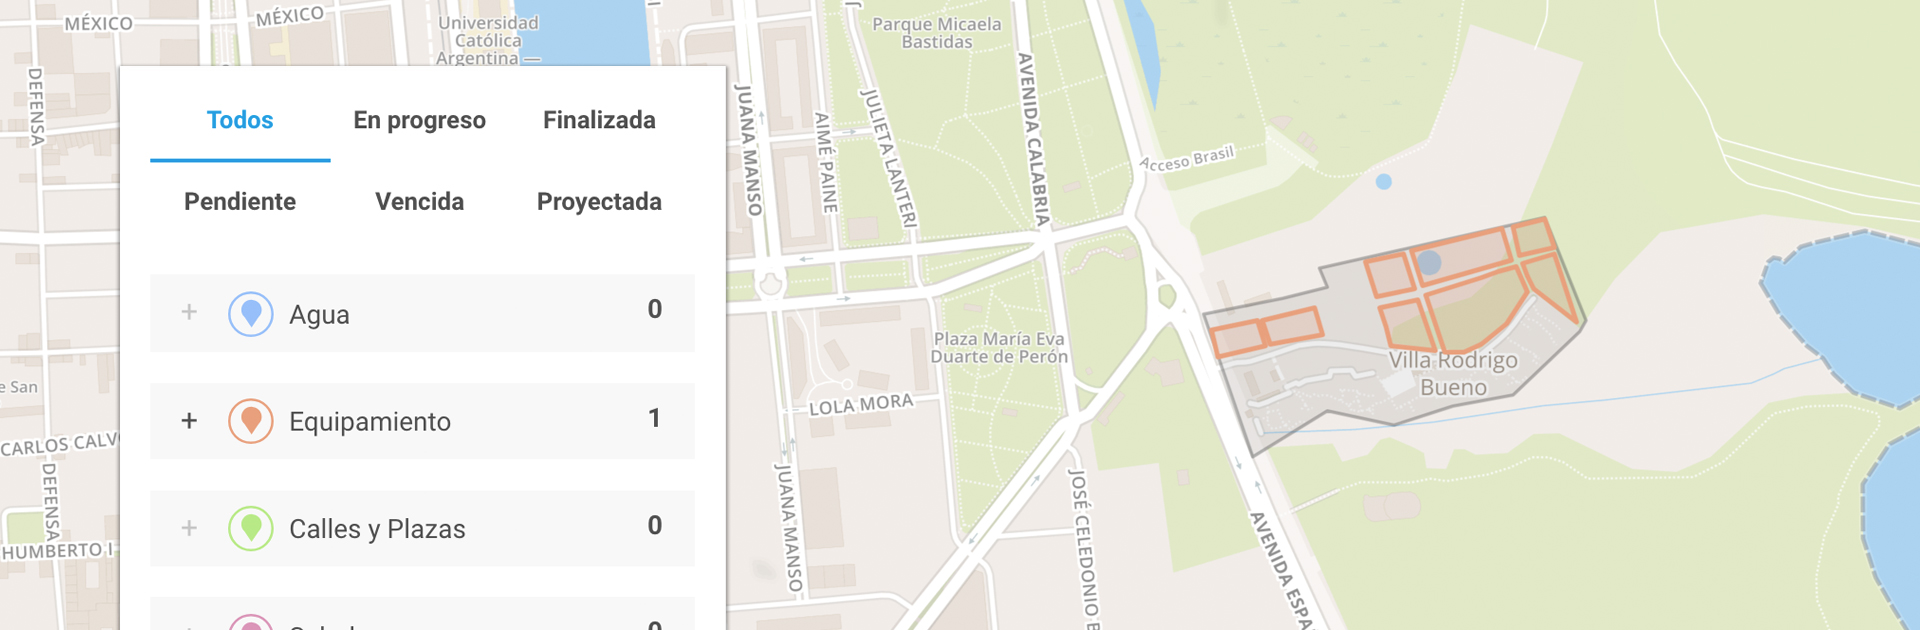 MÉXICO
MÉXICO
Universidad
Católica
Argentina —
DEFENSA
e San
DEFENSA
HUMBERTO I
Todos
En progreso
Finalizada
Pendiente
Vencida
Proyectada
+ Agua 0
+ Equipamiento 1
+ Calles y Plazas 0
0
JUANA MANSO
AIMÉ PAINE
JULIETA LANTERI
Parque Micaela
Bastidas
AVENIDA CALABRIA
Acceso Brasil
Plaza María Eva
Duarte de Perón
LOLA MORA
JUANA MANSO
JOSÉ CELEDONIO B
AVENIDA ESPA
Villa Rodrigo
Bueno
CARLOS CALV